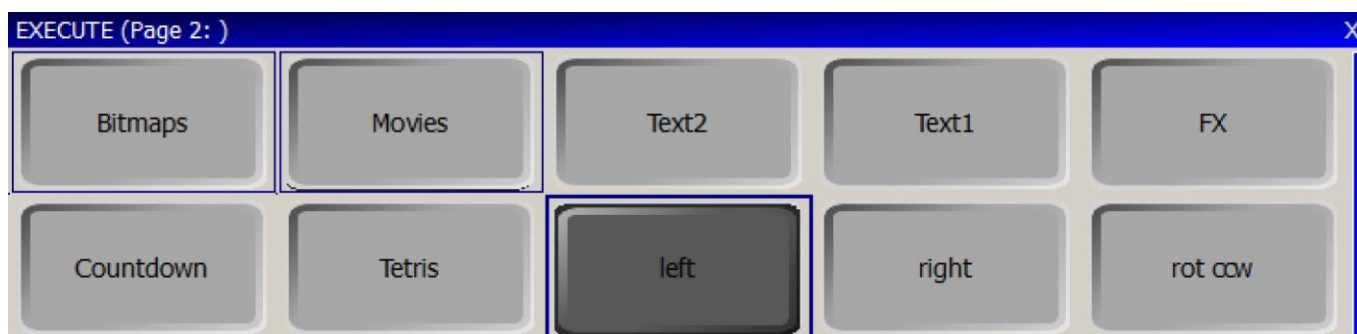 EXECUTE (Page 2: )
X
Bitmaps Movies Text2 Text1 FX
Countdown Tetris left right rot ccw